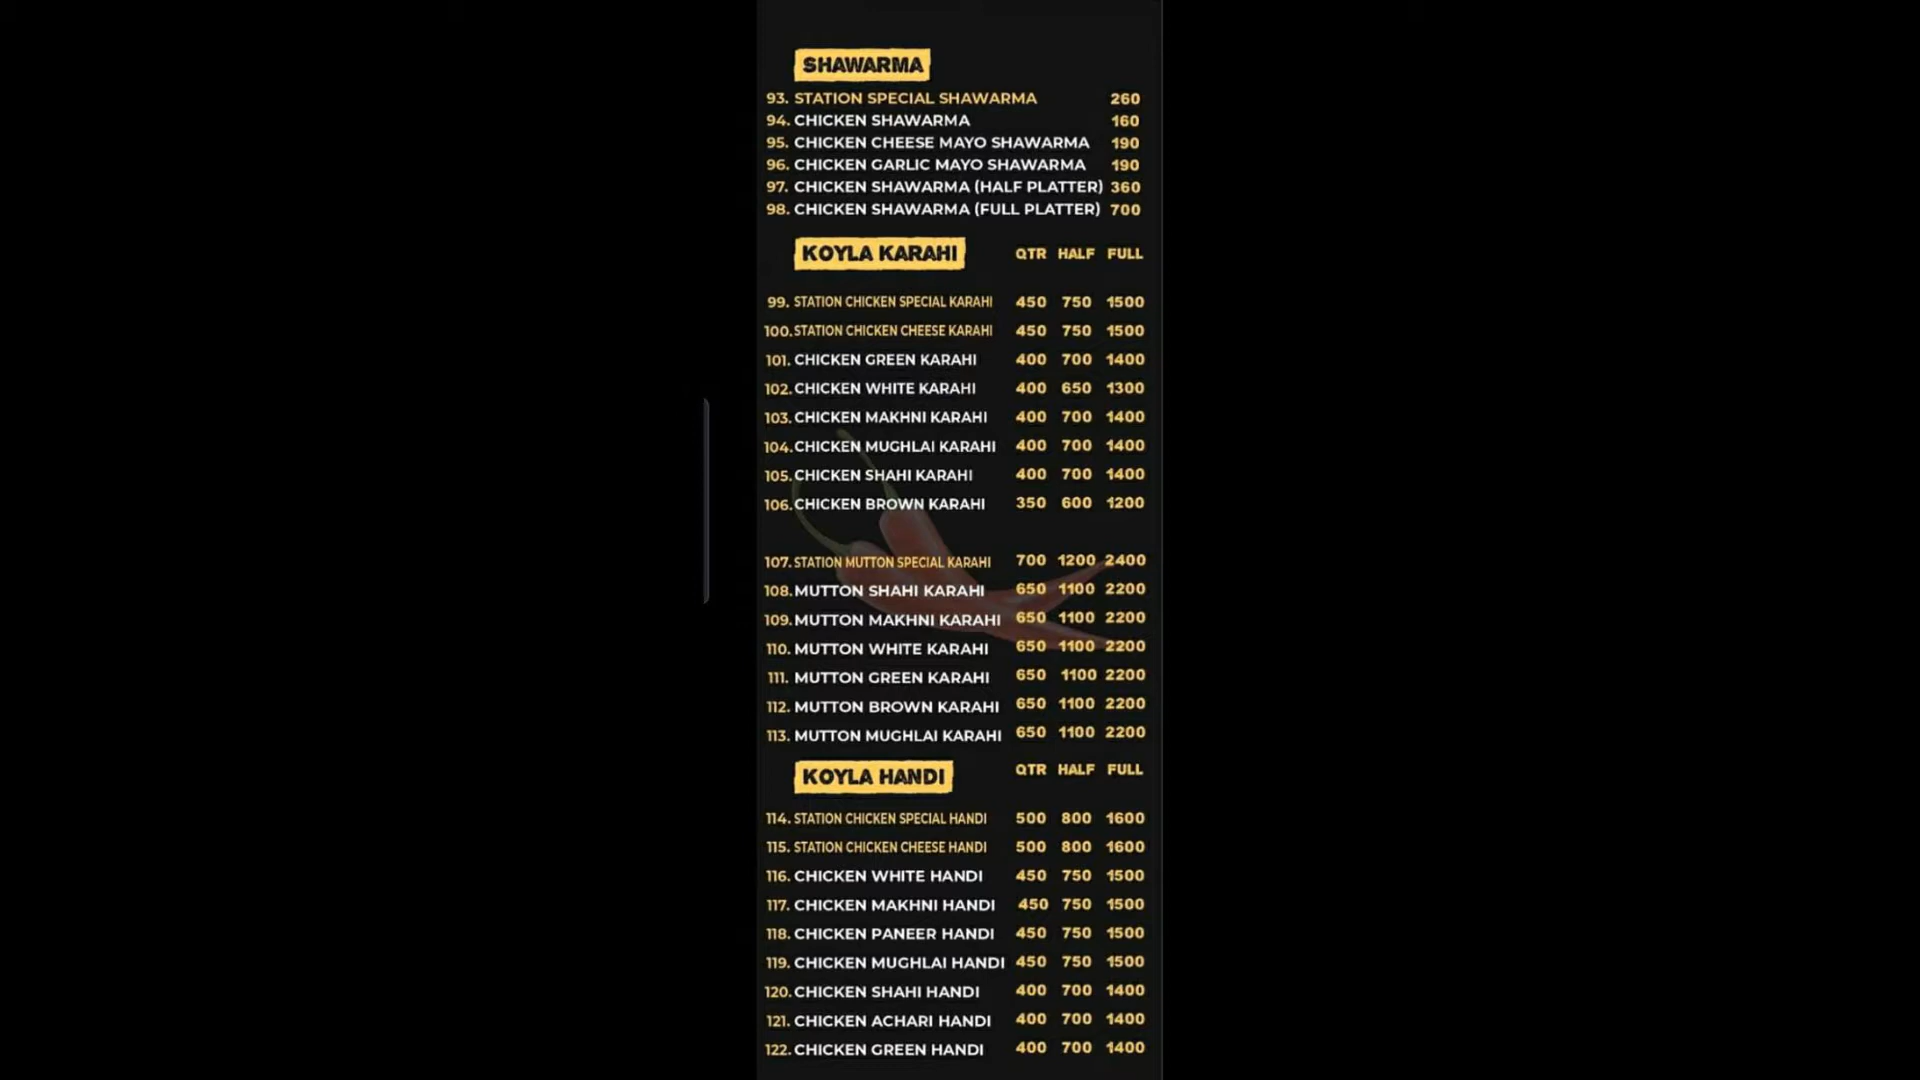 SHAWARMA
93. STATION SPECIAL SHAWARMA 260
94. CHICKEN SHAWARMA 160
95. CHICKEN CHEESE MAYO SHAWARMA 190
96. CHICKEN GARLIC MAYO SHAWARMA 190
97. CHICKEN SHAWARMA (HALF PLATTER) 360
98. CHICKEN SHAWARMA (FULL PLATTER) 700
KOYLA KARAHI QTR HALF FULL
99. STATION CHICKEN SPECIAL KARAHI 450 750 1500
100. STATION CHICKEN CHEESE KARAHI 450 750 1500
101. CHICKEN GREEN KARAHI 400 700 1400
102. CHICKEN WHITE KARAHI 400 650 1300
103. CHICKEN MAKHNI KARAHI 400 700 1400
104. CHICKEN MUGHLAI KARAHI 400 700 1400
105. CHICKEN SHAHI KARAHI 400 700 1400
106. CHICKEN BROWN KARAHI 350 600 1200
107. STATION MUTTON SPECIAL KARAHI 700 1200 2400
108. MUTTON SHAHI KARAHI 650 1100 2200
109. MUTTON MAKHNI KARAHI 650 1100 2200
110. MUTTON WHITE KARAHI 650 1100 2200
111. MUTTON GREEN KARAHI 650 1100 2200
112. MUTTON BROWN KARAHI 650 1100 2200
113. MUTTON MUGHLAI KARAHI 650 1100 2200
KOYLA HANDI QTR HALF FULL
114. STATION CHICKEN SPECIAL HANDI 500 800 1600
115. STATION CHICKEN CHEESE HANDI 500 800 1600
116. CHICKEN WHITE HANDI 450 750 1500
117. CHICKEN MAKHNI HANDI 450 750 1500
118. CHICKEN PANEER HANDI 450 750 1500
119. CHICKEN MUGHLAI HANDI 450 750 1500
120. CHICKEN SHAHI HANDI 400 700 1400
121. CHICKEN ACHARI HANDI 400 700 1400
122. CHICKEN GREEN HANDI 400 700 1400